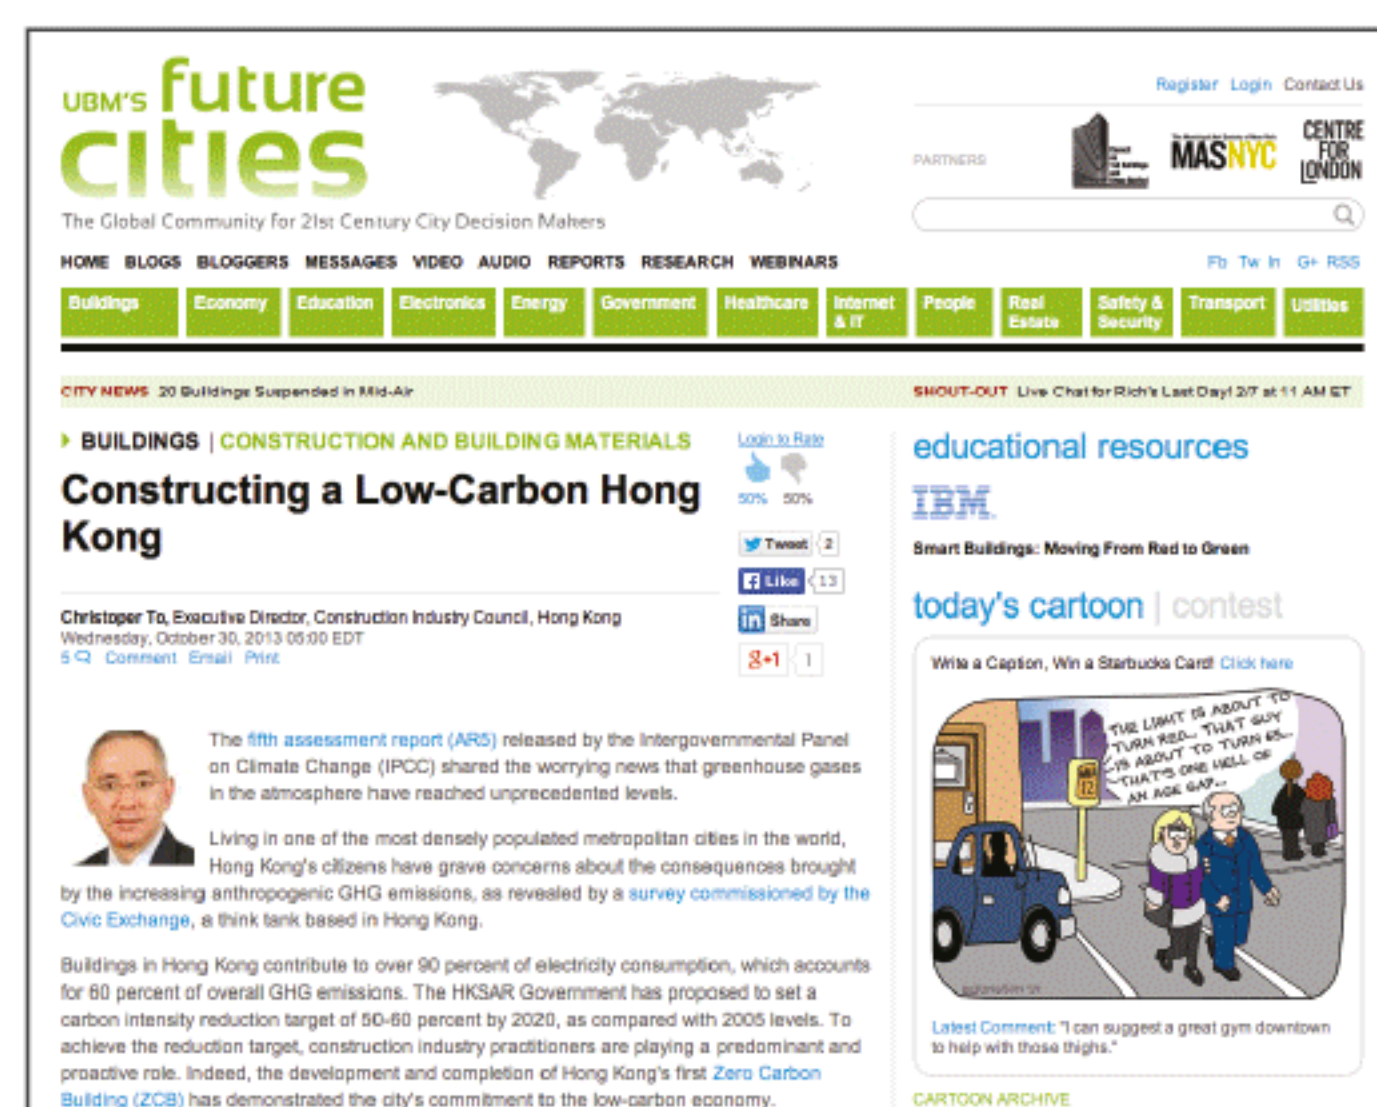 UBM'S future
cities
The Global Community for 21st Century City Decision Makers
Register Login Contact Us
PARTNERS
MASNYC
CENTRE
FOR
LONDON
HOME BLOGS BLOGGERS MESSAGES VIDEO AUDIO REPORTS RESEARCH WEBINARS
Fb Tw In G+ RSS
Buildings Economy Education Electronics Energy Government Healthcare Internet & IT People Real Estate Safety & Security Transport Utilities
CITY NEWS 20 Buildings Suspended in Mid-Air
SHOUT-OUT Live Chat for Rich's Last Day! 2/7 at 11 AM ET
BUILDINGS | CONSTRUCTION AND BUILDING MATERIALS
Constructing a Low-Carbon Hong
Kong
Christoper To, Executive Director, Construction Industry Council, Hong Kong
Wednesday, October 30, 2013 05:00 EDT
5 Comment Email Print
Login to Rate
50% 50%
Tweet 2
Like 13
in Share
g+1 1
The fifth assessment report (AR5) released by the Intergovernmental Panel
on Climate Change (IPCC) shared the worrying news that greenhouse gases
in the atmosphere have reached unprecedented levels.
Living in one of the most densely populated metropolitan cities in the world,
Hong Kong's citizens have grave concerns about the consequences brought
by the increasing anthropogenic GHG emissions, as revealed by a survey commissioned by the
Civic Exchange, a think tank based in Hong Kong.
Buildings in Hong Kong contribute to over 90 percent of electricity consumption, which accounts
for 60 percent of overall GHG emissions. The HKSAR Government has proposed to set a
carbon intensity reduction target of 50-60 percent by 2020, as compared with 2005 levels. To
achieve the reduction target, construction industry practitioners are playing a predominant and
proactive role. Indeed, the development and completion of Hong Kong's first Zero Carbon
Building (ZCB) has demonstrated the city's commitment to the low-carbon economy.
educational resources
IBM.
Smart Buildings: Moving From Red to Green
today's cartoon | contest
Write a Caption, Win a Starbucks Card! Click here
THE LIGHT IS ABOUT TO
TURN RED... THAT GUY
IS ABOUT TO TURN 65...
THAT'S ONE HELL OF
AN AGE GAP...
12
Latest Comment: "I can suggest a great gym downtown
to help with those thighs."
CARTOON ARCHIVE